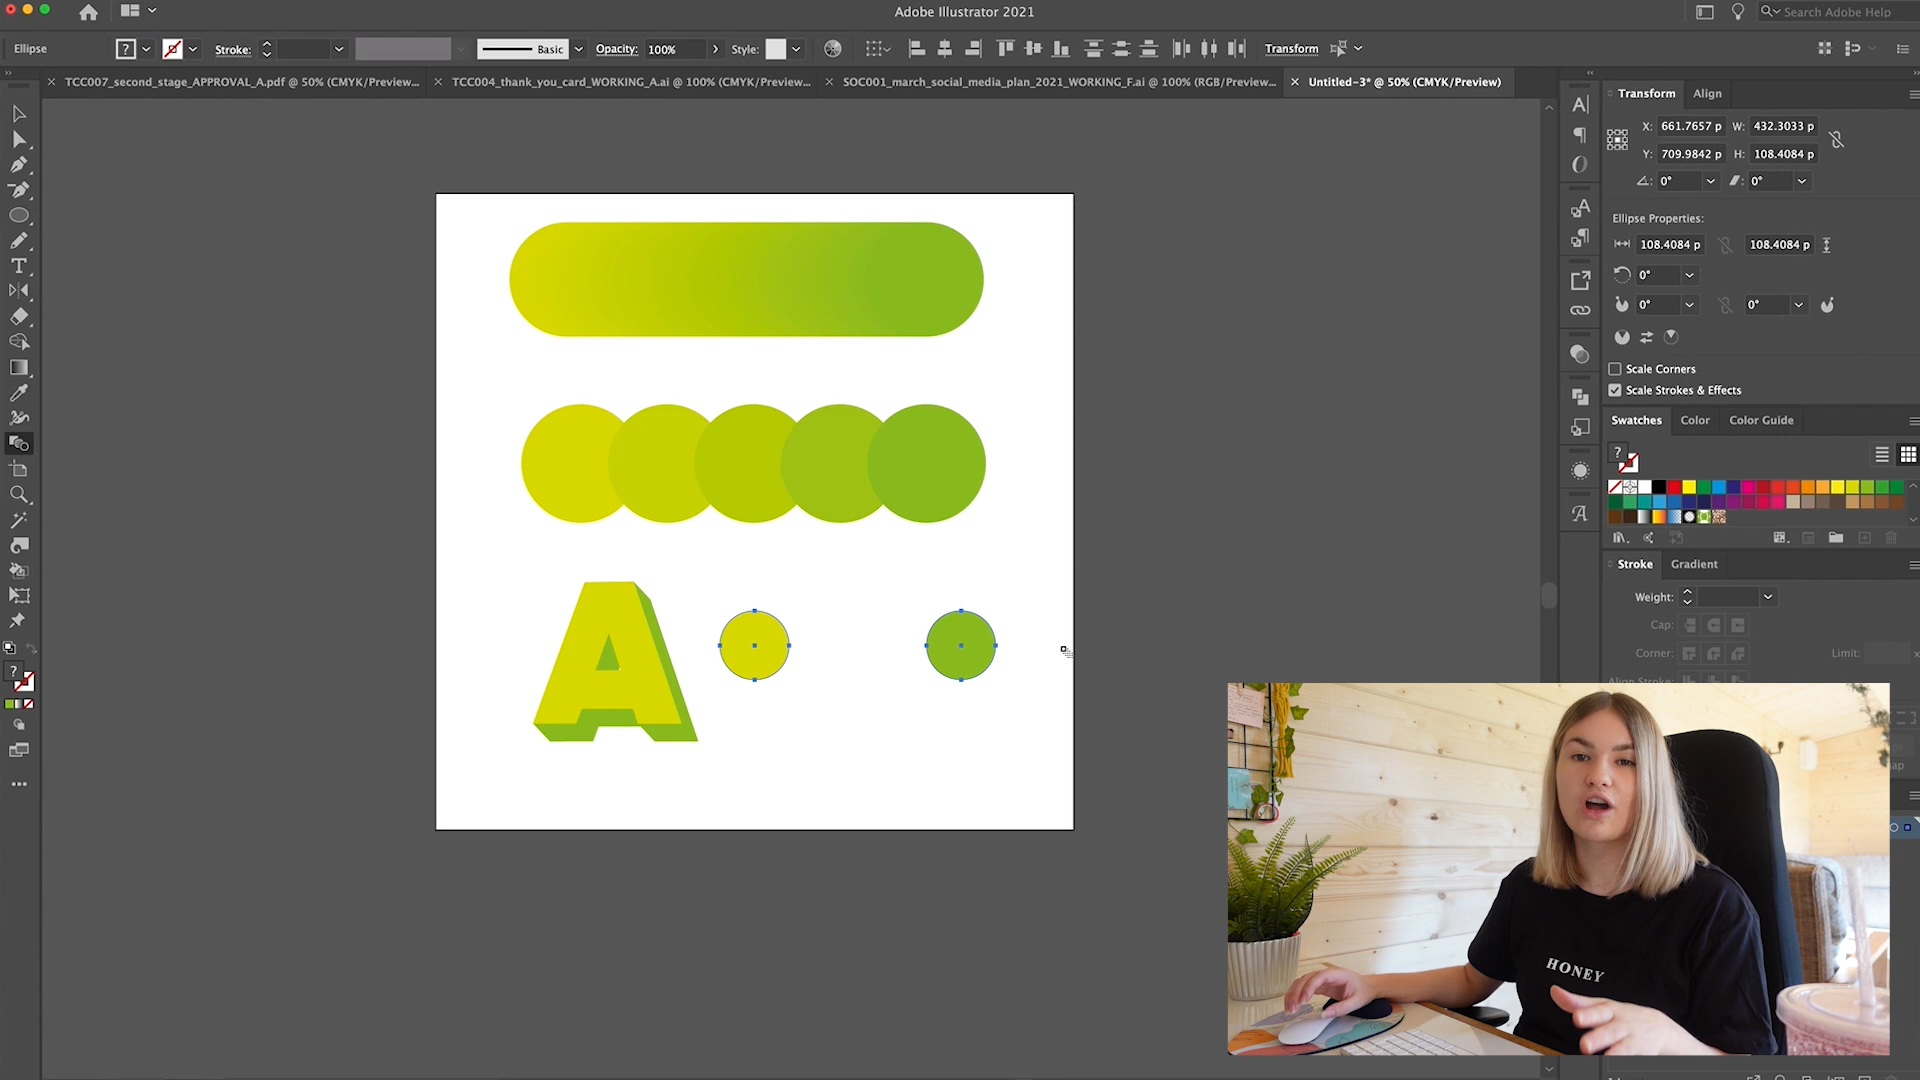 Adobe Illustrator 2021
Search Adobe Help
Ellipse
?
Stroke:
Basic
Opacity: 100%
Style:
Transform
TCC007_second_stage_APPROVAL_A.pdf @ 50% (CMYK/Preview...
TCC004_thank_you_card_WORKING_A.ai @ 100% (CMYK/Preview...
SOC001_march_social_media_plan_2021_WORKING_F.ai @ 100% (RGB/Preview...
Untitled-3* @ 50% (CMYK/Preview)
Transform Align
X: 661.7657 p W: 432.3033 p
Y: 709.9842 p H: 108.4084 p
0° 0°
Ellipse Properties:
108.4084 p 108.4084 p
0°
0° 0°
Scale Corners
Scale Strokes & Effects
Swatches Color Color Guide
?
Stroke Gradient
Weight:
Cap:
Corner: Limit:
Align Stroke:
A
?
HONEY